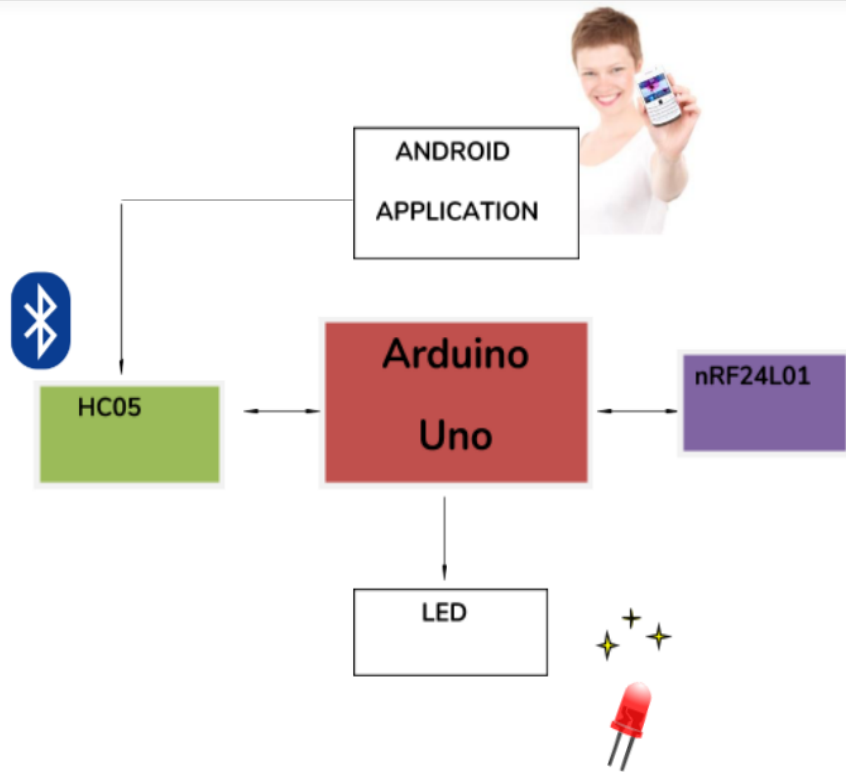 ANDROID
APPLICATION
Arduino
Uno
HC05
nRF24L01
LED